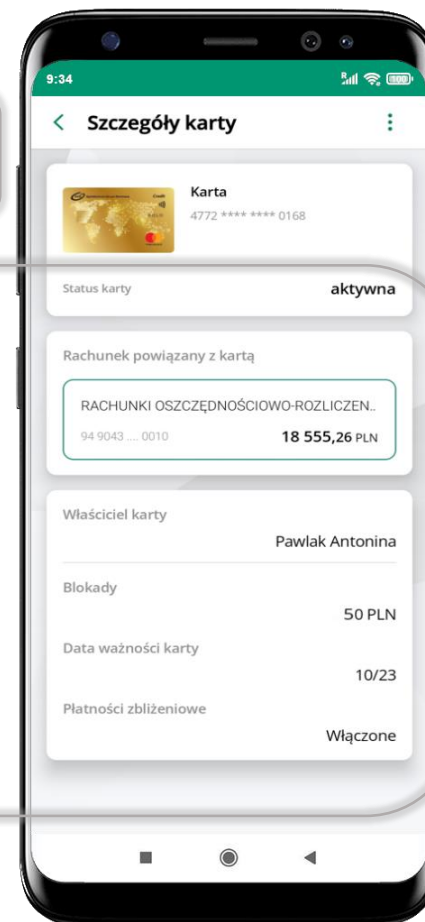 9:34
Szczegóły karty
Credit
Karta
4772 **** **** 0168
Status karty
aktywna
Rachunek powiązany z kartą
RACHUNKI OSZCZĘDNOŚCIOWO-ROZLICZEN..
94 9043 .... 0010
18 555,26 PLN
Właściciel karty
Pawlak Antonina
Blokady
50 PLN
Data ważności karty
10/23
Płatności zbliżeniowe
Włączone